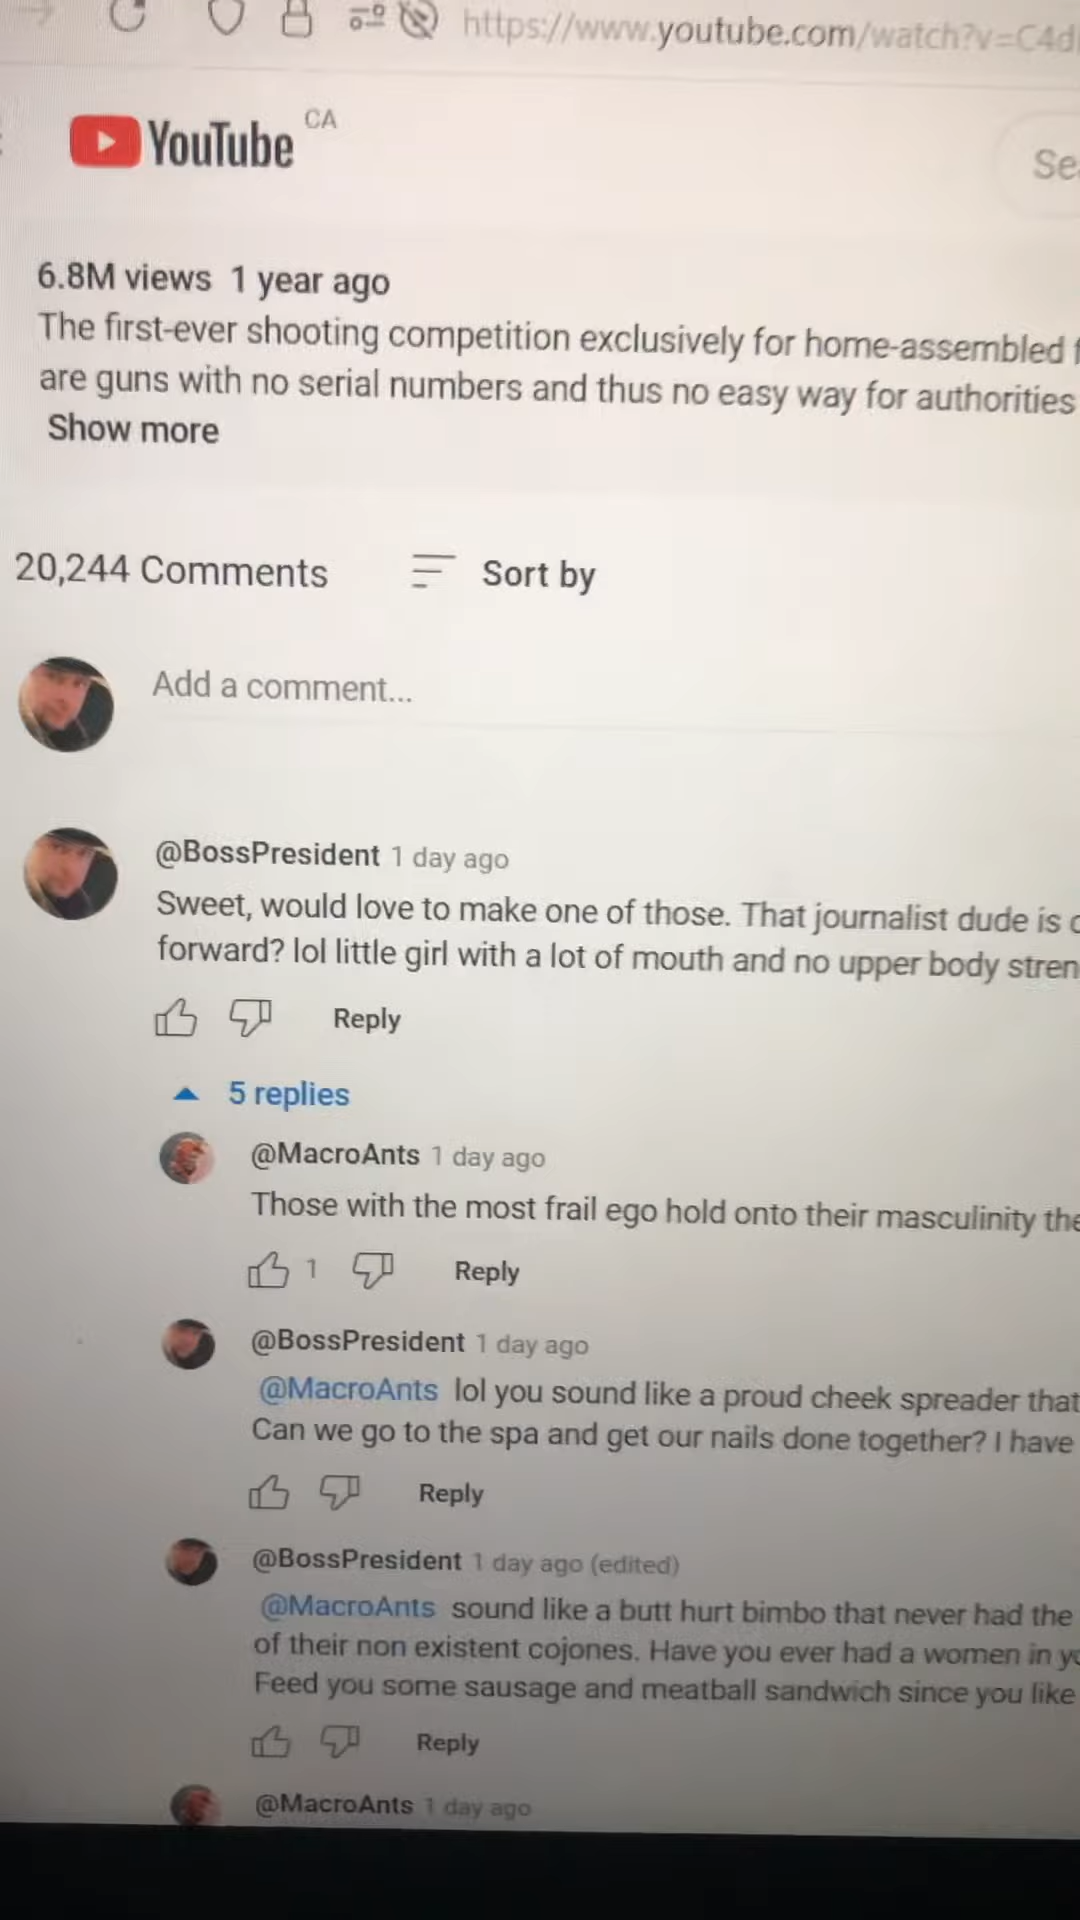 https://www.youtube.com/watch?v=C4d
YouTube CA
6.8M views 1 year ago
The first-ever shooting competition exclusively for home-assembled
are guns with no serial numbers and thus no easy way for authorities
Show more
20,244 Comments Sort by
Add a comment...
@BossPresident 1 day ago
Sweet, would love to make one of those. That journalist dude is
forward? lol little girl with a lot of mouth and no upper body stren
Reply
5 replies
@MacroAnts 1 day ago
Those with the most frail ego hold onto their masculinity the
1 Reply
@BossPresident 1 day ago
@MacroAnts lol you sound like a proud cheek spreader that
Can we go to the spa and get our nails done together? I have
Reply
@BossPresident 1 day ago (edited)
@MacroAnts sound like a butt hurt bimbo that never had the
of their non existent cojones. Have you ever had a women in
Feed you some sausage and meatball sandwich since you like
Reply
@MacroAnts 1 day ago